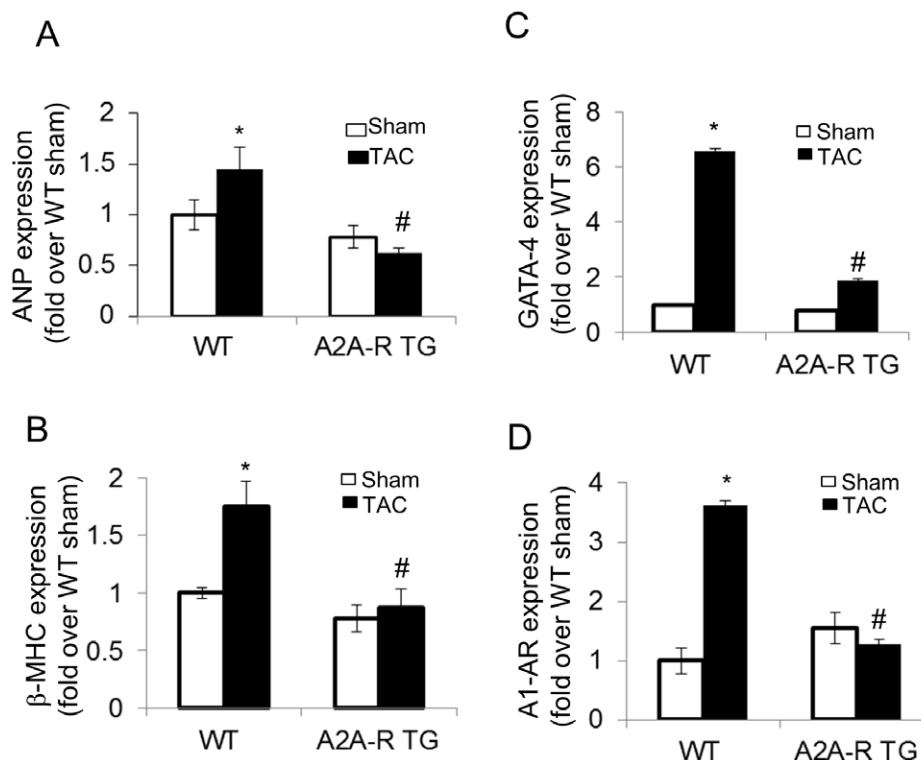 A
ANP expression
(fold over WT sham)
2
1.5
1
0.5
0
*
#
Sham
TAC
WT
A2A-R TG
B
β-MHC expression
(fold over WT sham)
2
1.5
1
0.5
0
*
#
Sham
TAC
WT
A2A-R TG
C
GATA-4 expression
(fold over WT sham)
8
6
4
2
0
*
#
Sham
TAC
WT
A2A-R TG
D
A1-AR expression
(fold over WT sham)
4
3
2
1
0
*
#
Sham
TAC
WT
A2A-R TG